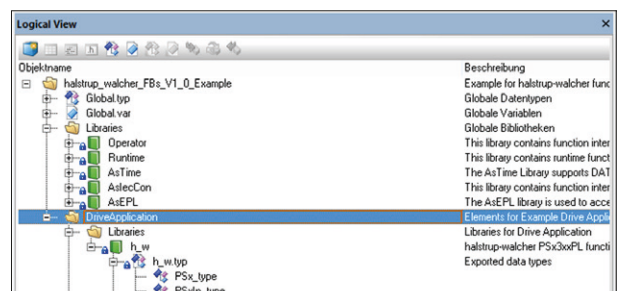 Logical View
Objektname Beschreibung
halstrup_walcher_FBs_V1_0_Example Example for halstrup-walcher func
Global.typ Globale Datentypen
Global.var Globale Variablen
Libraries Globale Bibliotheken
Operator This library contains function inter
Runtime This library contains runtime funct
AsTime The AsTime Library supports DAT
AsIecCon This library contains function inter
AsEPL The AsEPL library is used to acce
DriveApplication Elements for Example Drive Appli
Libraries Libraries for Drive Application
h_w halstrup-walcher PSx3xxPL functi
h_w.typ Exported data types
PSx_type
PSxIn_type